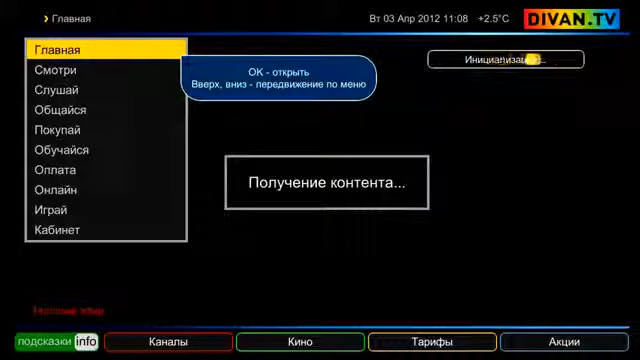 Главная
Вт 03 Апр 2012 11:08 +2.5°C
DIVAN.TV
Главная
Смотри
Слушай
Общайся
Покупай
Обучайся
Оплата
Онлайн
Играй
Кабинет
OK - открыть
Вверх, вниз - передвижение по меню
Получение контента...
подсказки info
Каналы
Кино
Тарифы
Акции